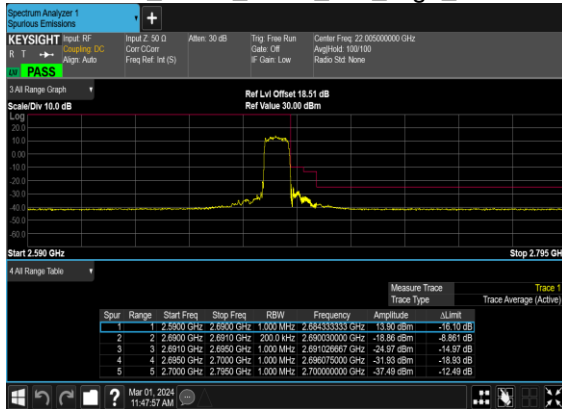 Spectrum Analyzer 1
Spurious Emissions
+
KEYSIGHT Input: RF Input Z: 50 Ω Atten: 30 dB Trig: Free Run Center Freq: 22.005000000 GHz
R T Coupling: DC Corr CCorr Gate: Off Avg|Hold: 100/100
Align: Auto Freq Ref: Int (S) IF Gain: Low Radio Std: None
PASS
3 All Range Graph
Ref Lvl Offset 18.51 dB
Scale/Div 10.0 dB Ref Value 30.00 dBm
Log
20.0
10.0
0.00
-10.0
-20.0
-30.0
-40.0
-50.0
-60.0
Start 2.590 GHz Stop 2.795 GH
4 All Range Table
Measure Trace Trace 1
Trace Type Trace Average (Active)
Spur Range Start Freq Stop Freq RBW Frequency Amplitude ΔLimit
1 1 2.5900 GHz 2.6900 GHz 1.000 MHz 2.684333333 GHz 13.90 dBm -16.10 dB
2 2 2.6900 GHz 2.6910 GHz 200.0 kHz 2.690030000 GHz -18.86 dBm -8.861 dB
3 3 2.6910 GHz 2.6950 GHz 1.000 MHz 2.691026667 GHz -24.97 dBm -14.97 dB
4 4 2.6950 GHz 2.7000 GHz 1.000 MHz 2.696075000 GHz -31.93 dBm -18.93 dB
5 5 2.7000 GHz 2.7950 GHz 1.000 MHz 2.700000000 GHz -37.49 dBm -12.49 dB
? Mar 01, 2024
11:47:57 AM